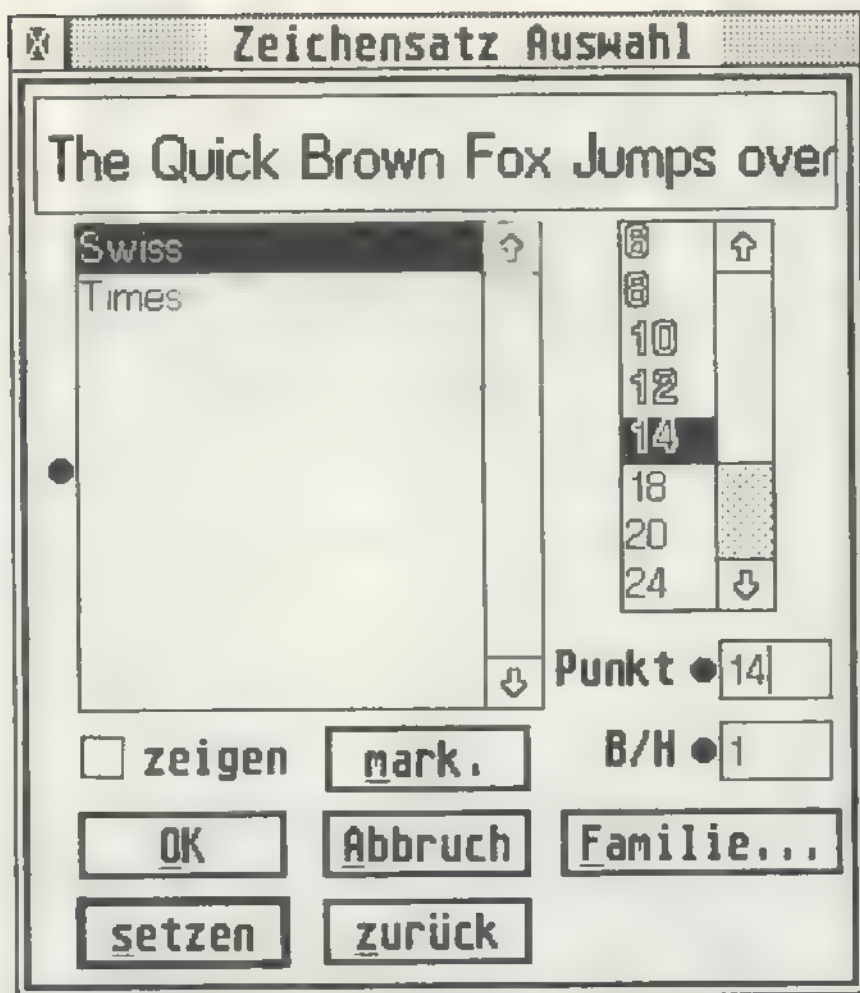 Zeichensatz Auswahl
The Quick Brown Fox Jumps over
Swiss
Times
6
8
10
12
14
18
20
24
Punkt 14
zeigen
mark.
B/H 1
OK
Abbruch
Familie...
setzen
zurück